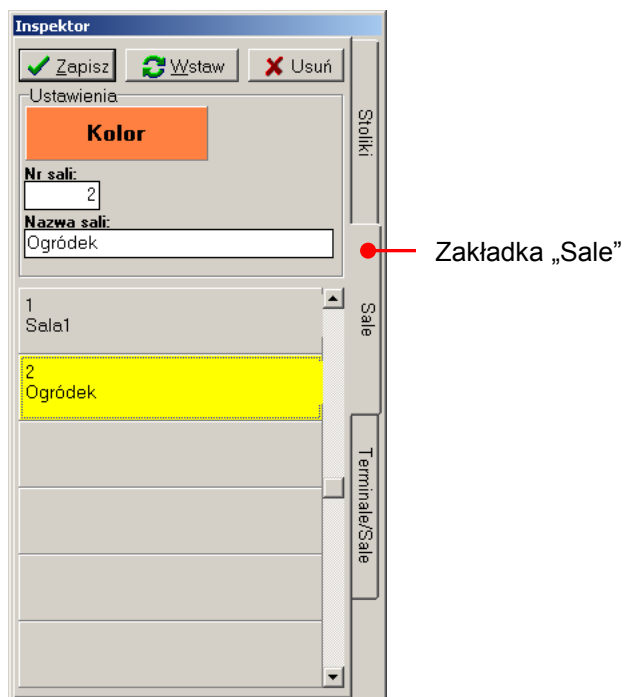 Inspektor
Zapisz Wstaw Usuń
Ustawienia
Kolor
Nr sali:
2
Nazwa sali:
Ogródek
1
Sala1
2
Ogródek
Stoliki
Sale
Terminale/Sale
Zakładka „Sale”